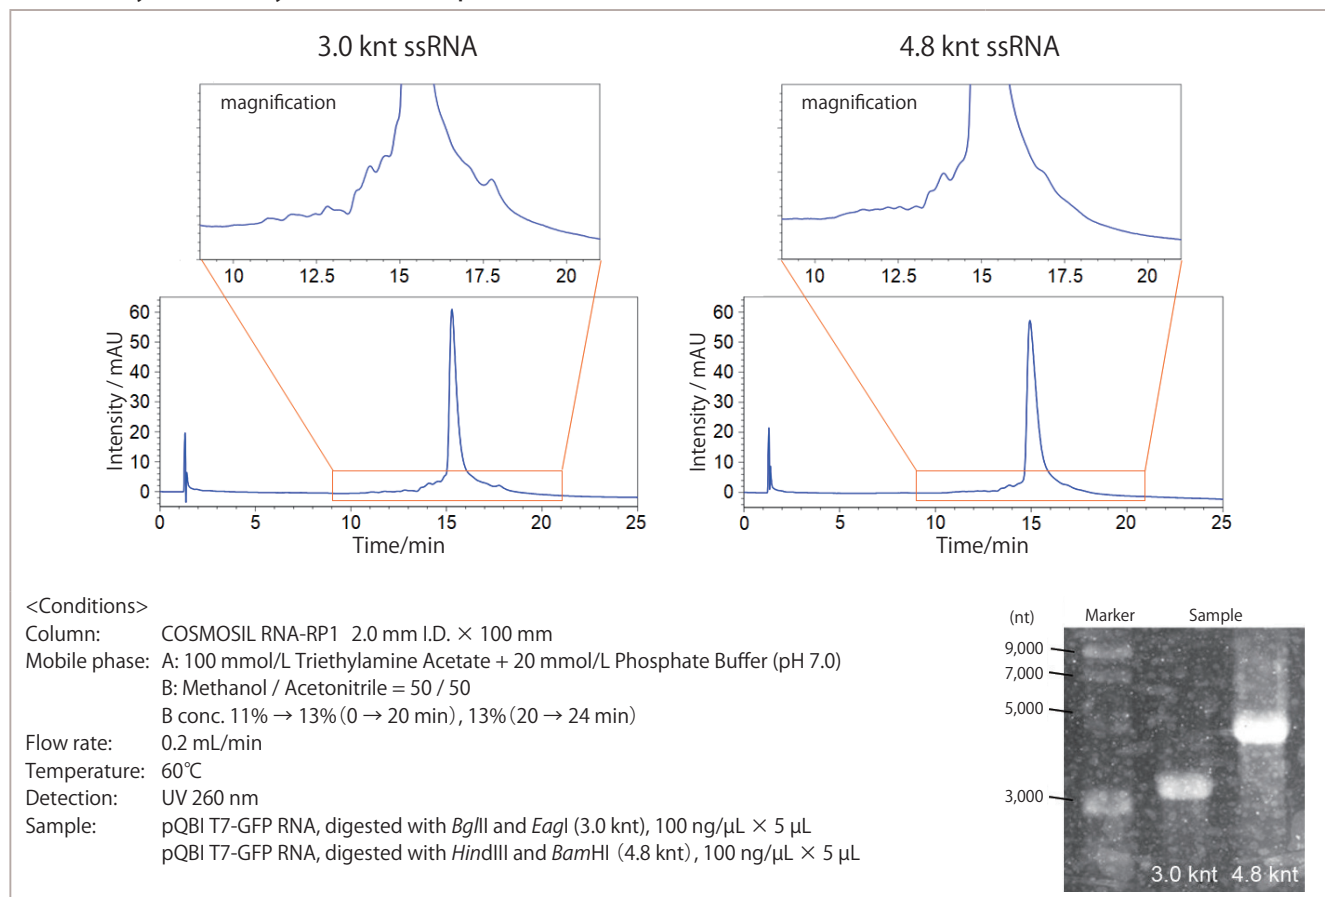 3.0 knt ssRNA
magnification
10 12.5 15 17.5 20
60
50
40
30
20
10
0
Intensity / mAU
0 5 10 15 20 25
Time/min
4.8 knt ssRNA
magnification
10 12.5 15 17.5 20
60
50
40
30
20
10
0
Intensity / mAU
0 5 10 15 20 25
Time/min
<Conditions>
Column: COSMOSIL RNA-RP1 2.0 mm I.D. × 100 mm
Mobile phase: A: 100 mmol/L Triethylamine Acetate + 20 mmol/L Phosphate Buffer (pH 7.0)
B: Methanol / Acetonitrile = 50 / 50
B conc. 11% → 13% (0 → 20 min) , 13% (20 → 24 min)
Flow rate: 0.2 mL/min
Temperature: 60℃
Detection: UV 260 nm
Sample: pQBI T7-GFP RNA, digested with BglII and EagI (3.0 knt), 100 ng/µL × 5 µL
pQBI T7-GFP RNA, digested with HindIII and BamHI (4.8 knt) , 100 ng/µL × 5 µL
(nt) Marker Sample
9,000
7,000
5,000
3,000
3.0 knt 4.8 knt